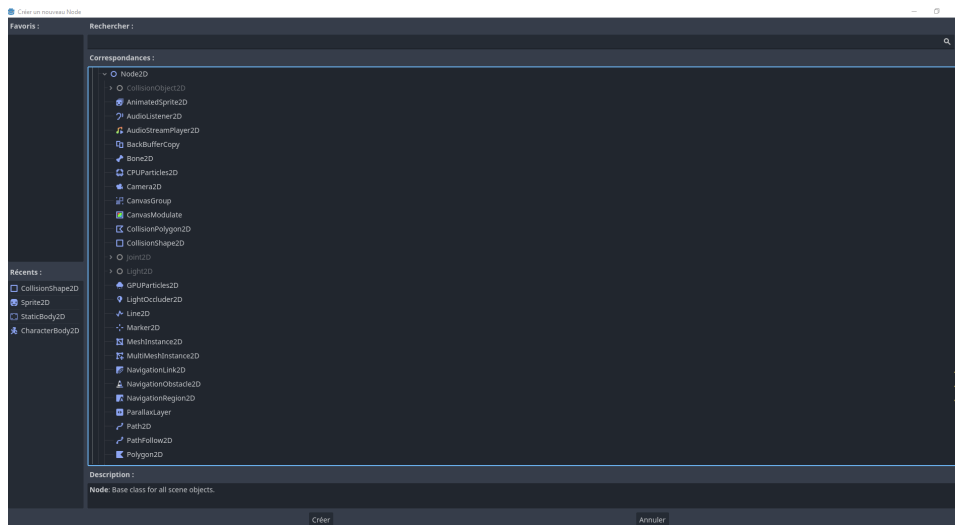 Créer un nouveau Node
Favoris :
Rechercher :
Correspondances :
Node2D
CollisionObject2D
AnimatedSprite2D
AudioListener2D
AudioStreamPlayer2D
BackBufferCopy
Bone2D
CPUParticles2D
Camera2D
CanvasGroup
CanvasModulate
CollisionPolygon2D
CollisionShape2D
Joint2D
Light2D
GPUParticles2D
LightOccluder2D
Line2D
Marker2D
MeshInstance2D
MultiMeshInstance2D
NavigationLink2D
NavigationObstacle2D
NavigationRegion2D
ParallaxLayer
Path2D
PathFollow2D
Polygon2D
Récents :
CollisionShape2D
Sprite2D
StaticBody2D
CharacterBody2D
Description :
Node: Base class for all scene objects.
Créer
Annuler